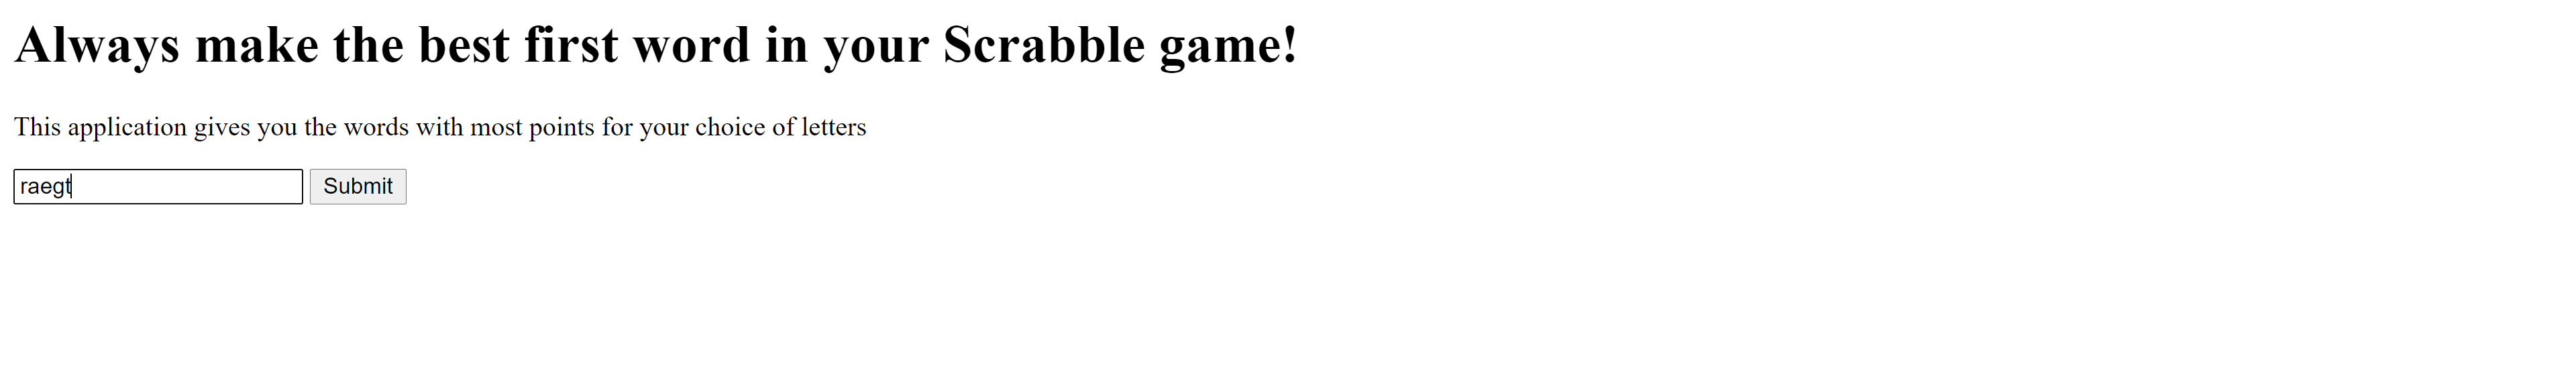 Always make the best first word in your Scrabble game!
This application gives you the words with most points for your choice of letters
raegt Submit